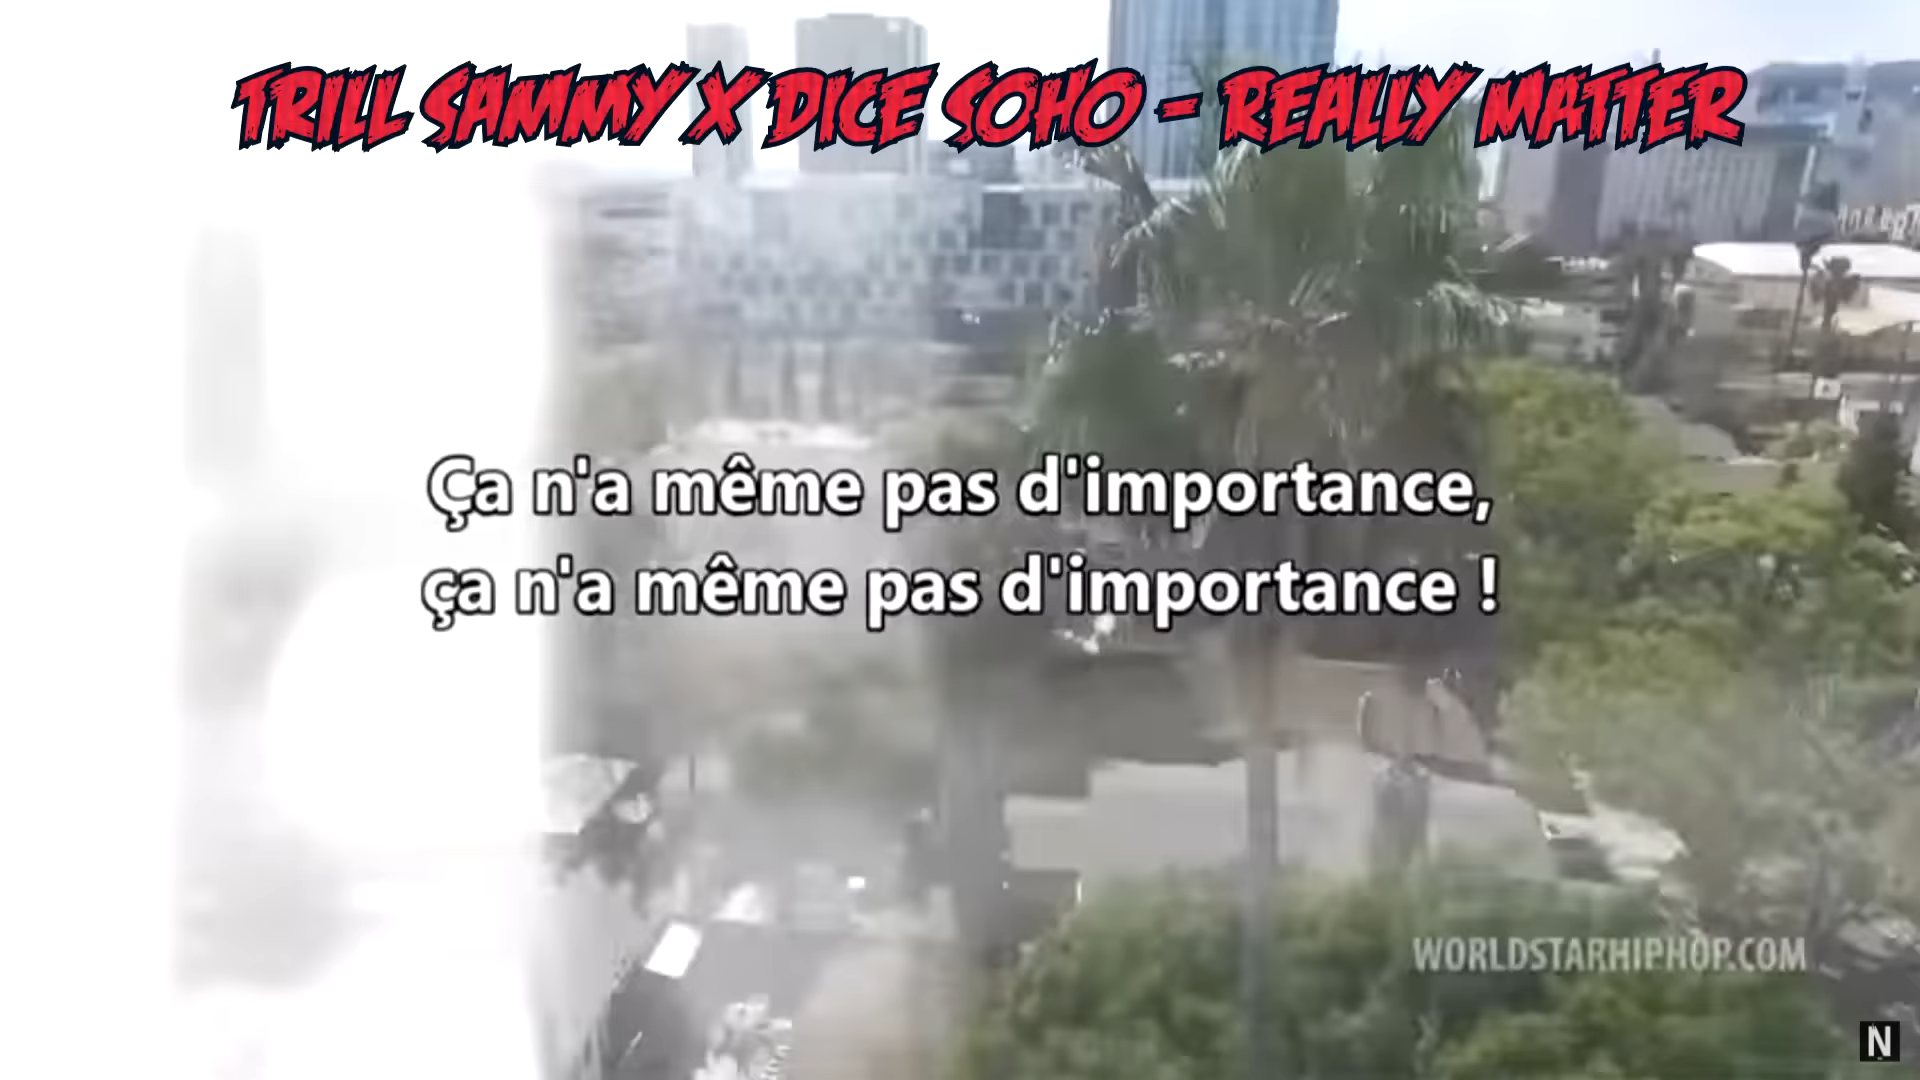 TRILL SAMMY X DICE SOHO - REALLY MATTER
Ça n'a même pas d'importance,
ça n'a même pas d'importance !
WORLDSTARHIPHOP.COM
N